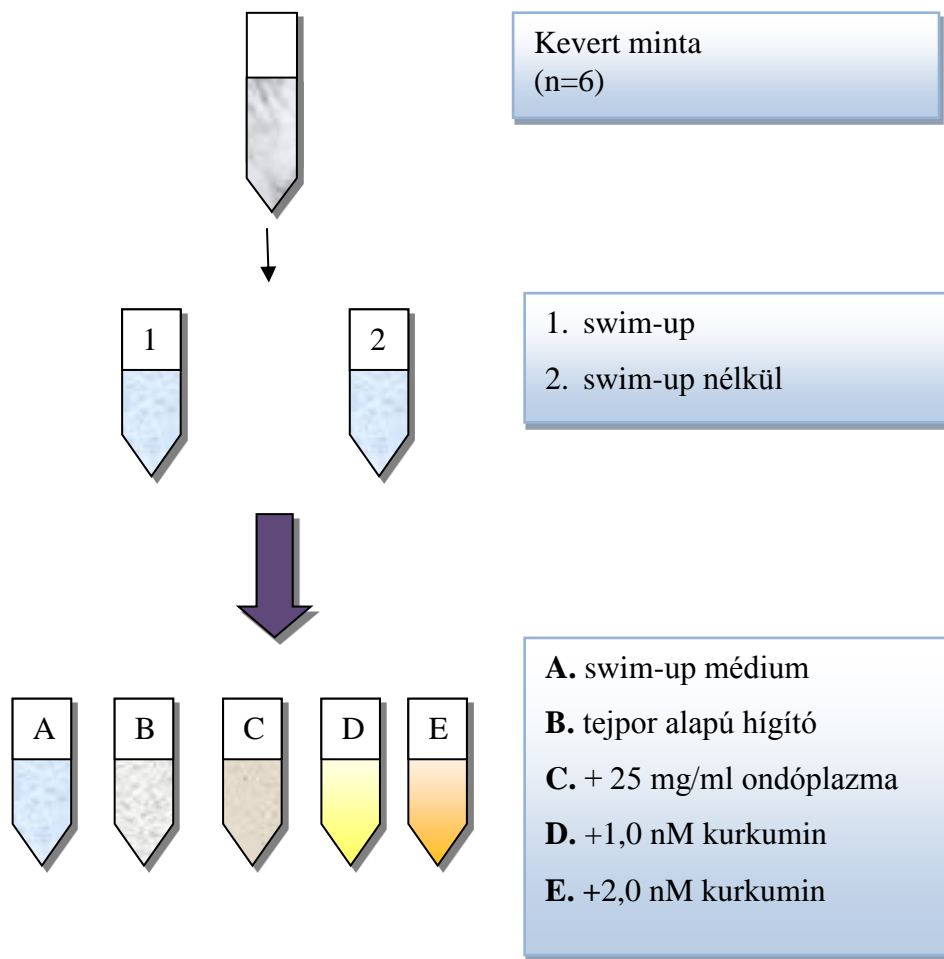 Kevert minta
(n=6)
1
2
1. swim-up
2. swim-up nélkül
A
B
C
D
E
A. swim-up médium
B. tejpor alapú hígító
C. + 25 mg/ml ondóplazma
D. +1,0 nM kurkumin
E. +2,0 nM kurkumin